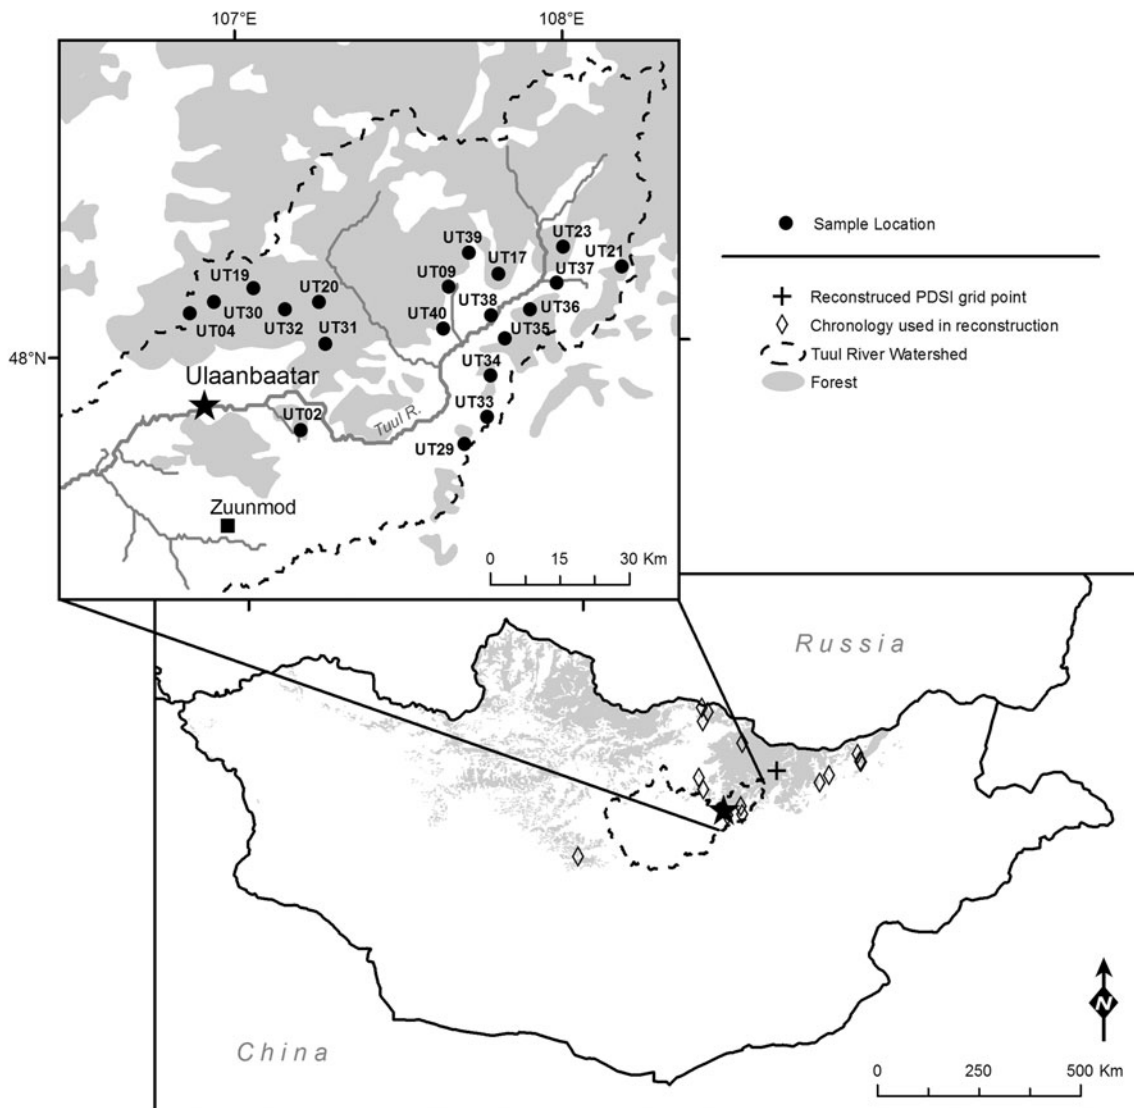 107°E
108°E
UT39
UT23
UT17
UT21
UT19
UT09
UT37
UT20
UT30
UT38
UT36
UT04
UT32
UT31
UT40
UT35
48°N
UT34
Ulaanbaatar
UT02
UT33
Tuul R.
UT29
Zuunmod
0 15 30 Km
Sample Location
Reconstruced PDSI grid point
Chronology used in reconstruction
Tuul River Watershed
Forest
Russia
China
N
0 250 500 Km